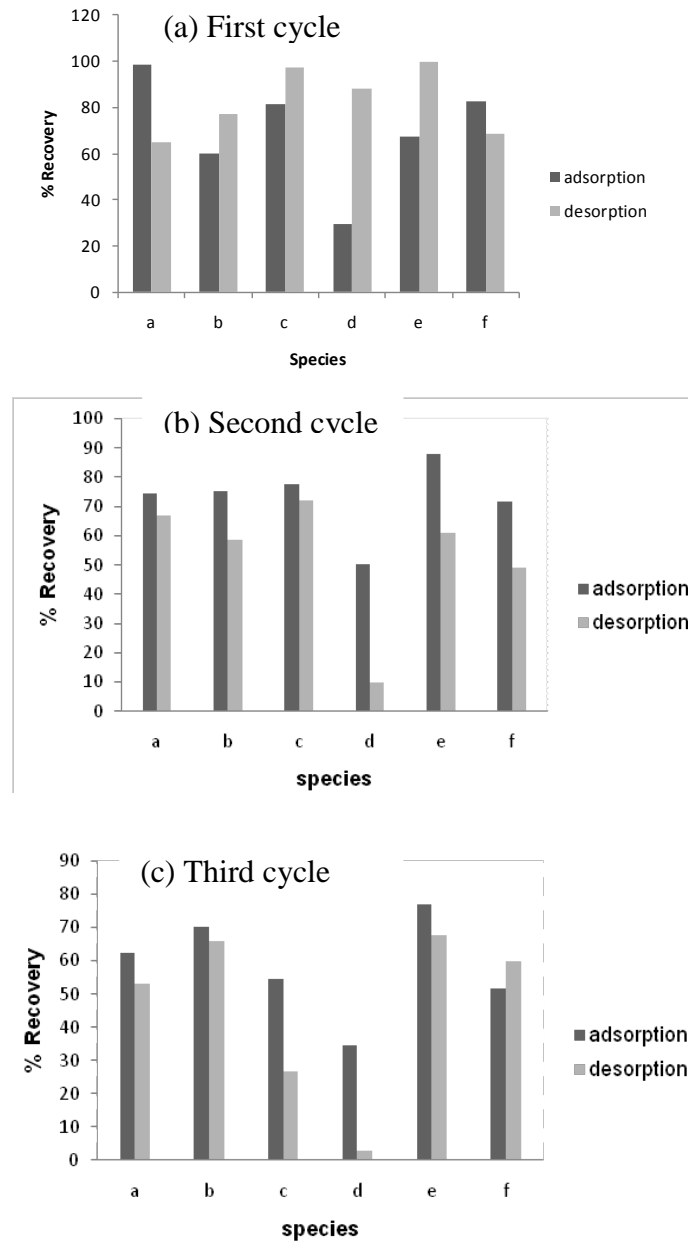 (a) First cycle
120
100
80
60
40
20
0
% Recovery
a b c d e f
Species
adsorption
desorption
(b) Second cycle
100
90
80
70
60
50
40
30
20
10
0
% Recovery
a b c d e f
species
adsorption
desorption
(c) Third cycle
90
80
70
60
50
40
30
20
10
0
% Recovery
a b c d e f
species
adsorption
desorption